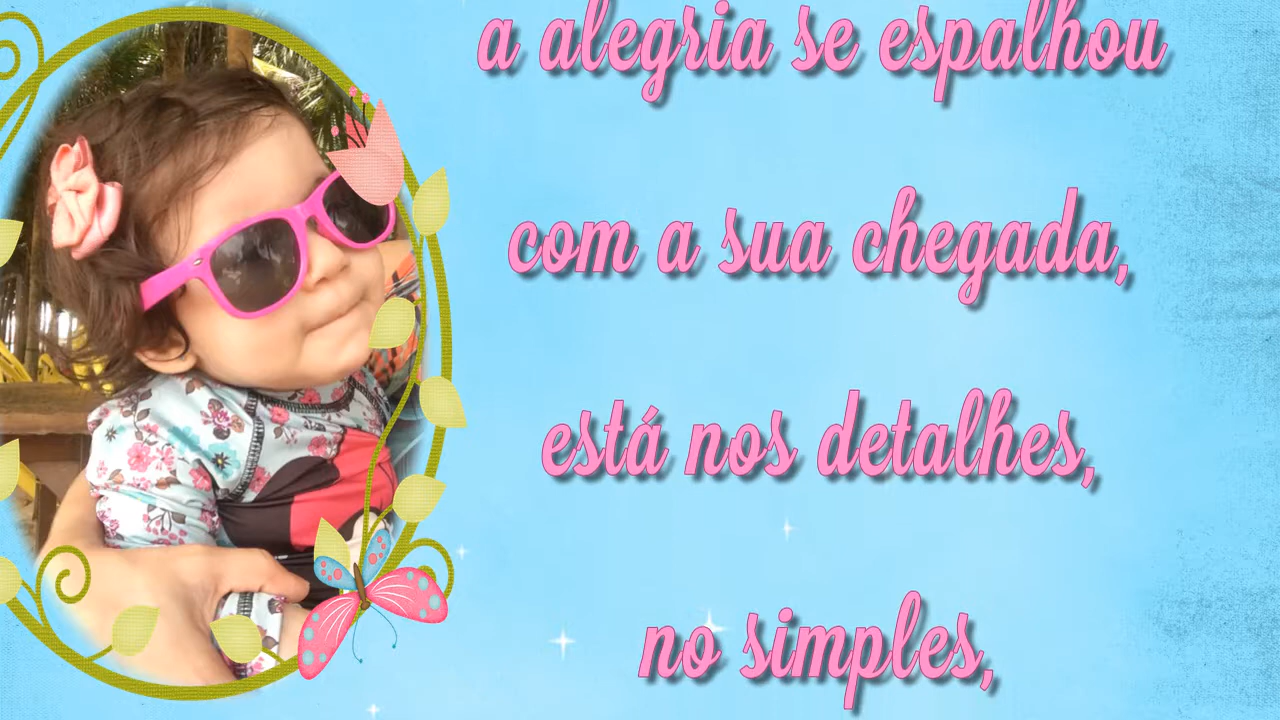 a alegria se espalhou
com a sua chegada,
está nos detalhes,
no simples,